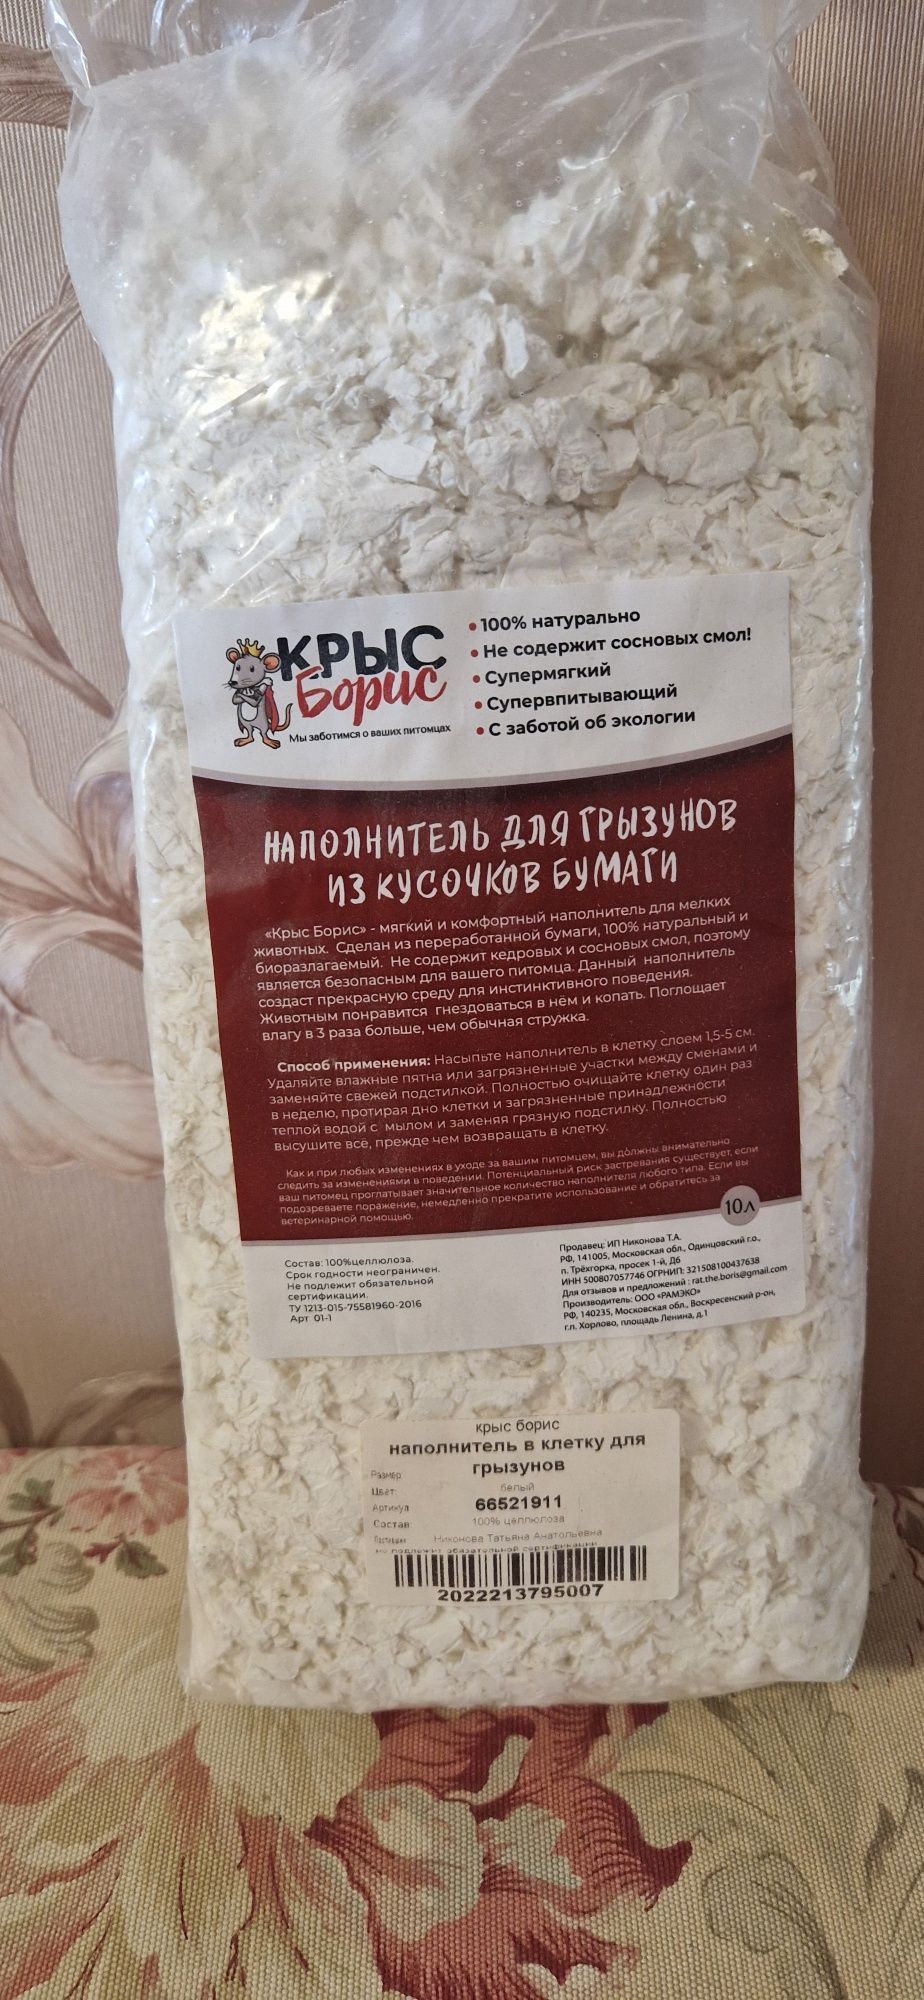 КРЫС
Борис
Мы заботимся о ваших питомцах
• 100% натурально
• Не содержит сосновых смол!
• Супермягкий
• Супервпитывающий
• С заботой об экологии
НАПОЛНИТЕЛЬ ДЛЯ ГРЫЗУНОВ
ИЗ КУСОЧКОВ БУМАГИ
«Крыс Борис» - мягкий и комфортный наполнитель для мелких
животных. Сделан из переработанной бумаги, 100% натуральный и
биоразлагаемый. Не содержит кедровых и сосновых смол, поэтому
является безопасным для вашего питомца. Данный наполнитель
создаст прекрасную среду для инстинктивного поведения.
Животным понравится гнездоваться в нём и копать. Поглощает
влагу в 3 раза больше, чем обычная стружка.
Способ применения: Насыпьте наполнитель в клетку слоем 1,5-5 см.
Удаляйте влажные пятна или загрязненные участки между сменами и
заменяйте свежей подстилкой. Полностью очищайте клетку один раз
в неделю, протирая дно клетки и загрязненные принадлежности
теплой водой с мылом и заменяя грязную подстилку. Полностью
высушите всё, прежде чем возвращать в клетку.
Как и при любых изменениях в уходе за вашим питомцем, вы должны внимательно
следить за изменениями в поведении. Потенциальный риск застревания существует, если
ваш питомец проглатывает значительное количество наполнителя любого типа. Если вы
подозреваете поражение, немедленно прекратите использование и обратитесь за
ветеринарной помощью.
10л
Состав: 100%целлюлоза.
Срок годности неограничен.
Не подлежит обязательной
сертификации.
ТУ 1213-015-75581960-2016
Арт 01-1
Продавец: ИП Никонова Т.А.
РФ, 141005, Московская обл., Одинцовский г.о.,
п. Трёхгорка, просек 1-й, Д6
ИНН 500807057746 ОГРНИП: 321508100437638
Для отзывов и предложений : rat.the.boris@gmail.com
Производитель: ООО «РАМЭКО»
РФ, 140235, Московская обл., Воскресенский р-он,
г.п. Хорлово, площадь Ленина, д.1
крыс борис
наполнитель в клетку для
грызунов
Размер:
Цвет: белый
Артикул 66521911
Состав: 100% целлюлоза
Поставщик: Никонова Татьяна Анатольевна
не подлежит обязательной сертификации
2022213795007